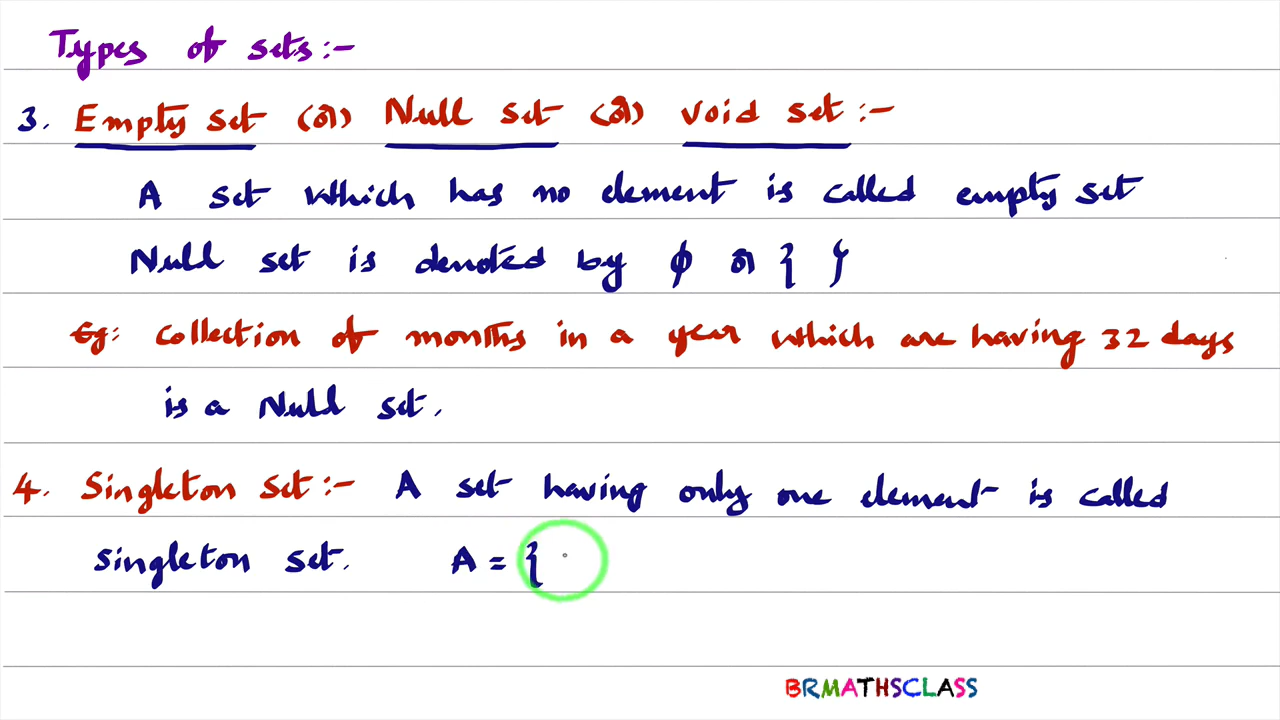 Types of sets:-
3. Empty set (or) Null set (or) void set:-
A set which has no element is called empty set
Null set is denoted by ϕ or { }
Eg: collection of months in a year which are having 32 days
is a Null set.
4. Singleton set:- A set having only one element is called
singleton set. A = {
BRMATHSCLASS